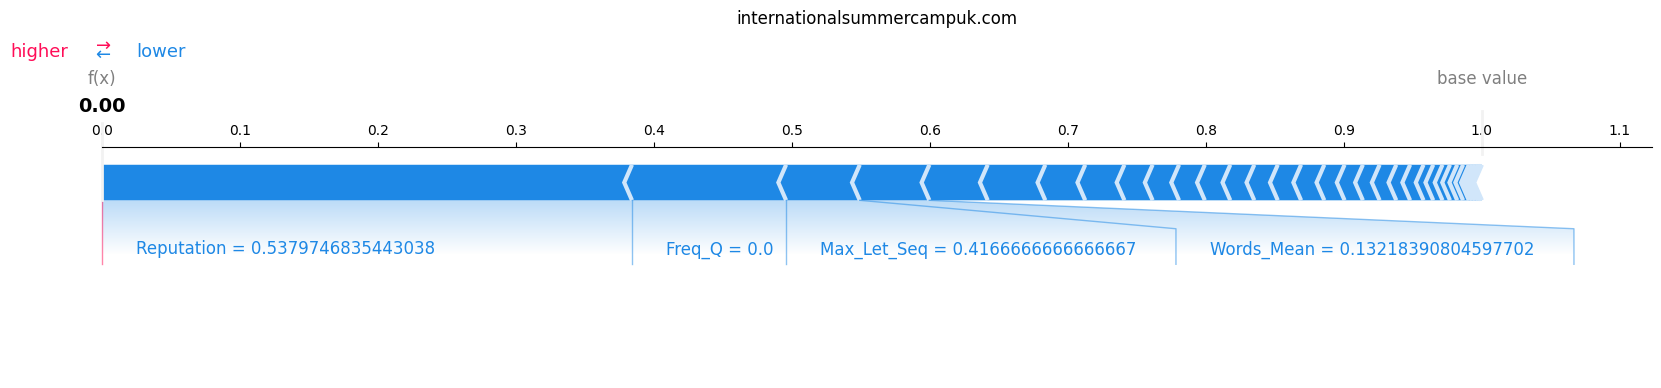 internationalsummercampuk.com
higher ⇄ lower
f(x)
base value
0.00
0.0 0.1 0.2 0.3 0.4 0.5 0.6 0.7 0.8 0.9 1.0 1.1
Reputation = 0.5379746835443038
Freq_Q = 0.0
Max_Let_Seq = 0.4166666666666667
Words_Mean = 0.13218390804597702